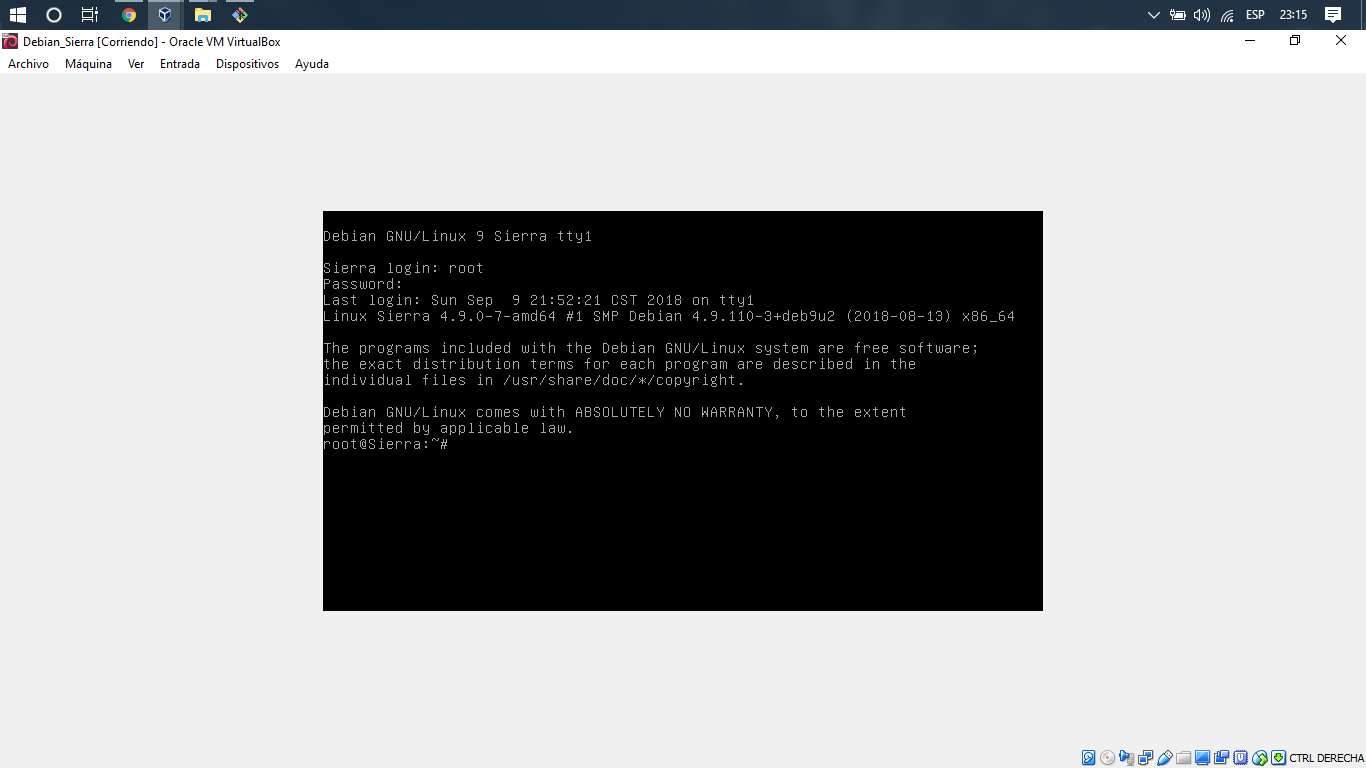 ESP 23:15
Debian_Sierra [Corriendo] - Oracle VM VirtualBox
Archivo Máquina Ver Entrada Dispositivos Ayuda
Debian GNU/Linux 9 Sierra tty1
Sierra login: root
Password:
Last login: Sun Sep  9 21:52:21 CST 2018 on tty1
Linux Sierra 4.9.0-7-amd64 #1 SMP Debian 4.9.110-3+deb9u2 (2018-08-13) x86_64
The programs included with the Debian GNU/Linux system are free software;
the exact distribution terms for each program are described in the
individual files in /usr/share/doc/*/copyright.
Debian GNU/Linux comes with ABSOLUTELY NO WARRANTY, to the extent
permitted by applicable law.
root@Sierra:~#
CTRL DERECHA